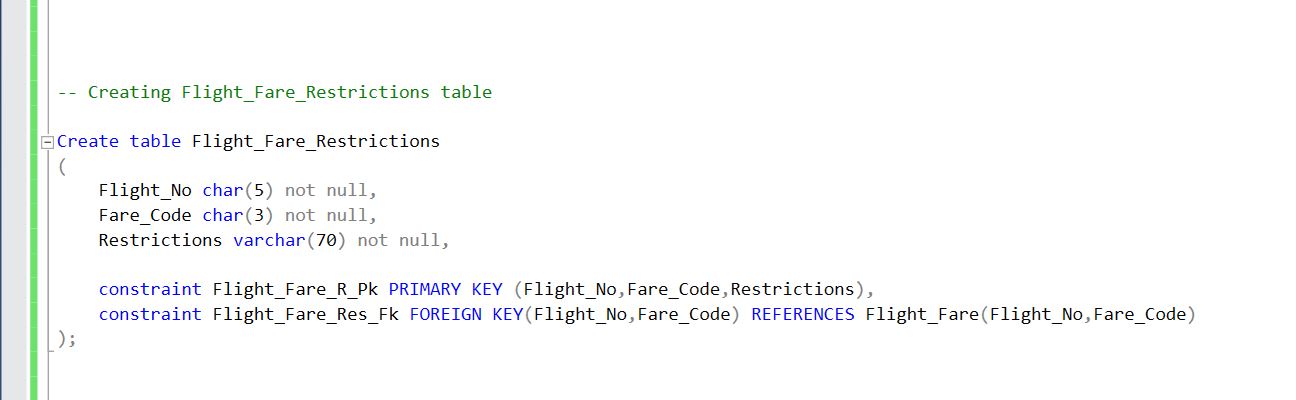 -- Creating Flight_Fare_Restrictions table
Create table Flight_Fare_Restrictions
(
Flight_No char(5) not null,
Fare_Code char(3) not null,
Restrictions varchar(70) not null,
constraint Flight_Fare_R_Pk PRIMARY KEY (Flight_No,Fare_Code,Restrictions),
constraint Flight_Fare_Res_Fk FOREIGN KEY(Flight_No,Fare_Code) REFERENCES Flight_Fare(Flight_No,Fare_Code)
);